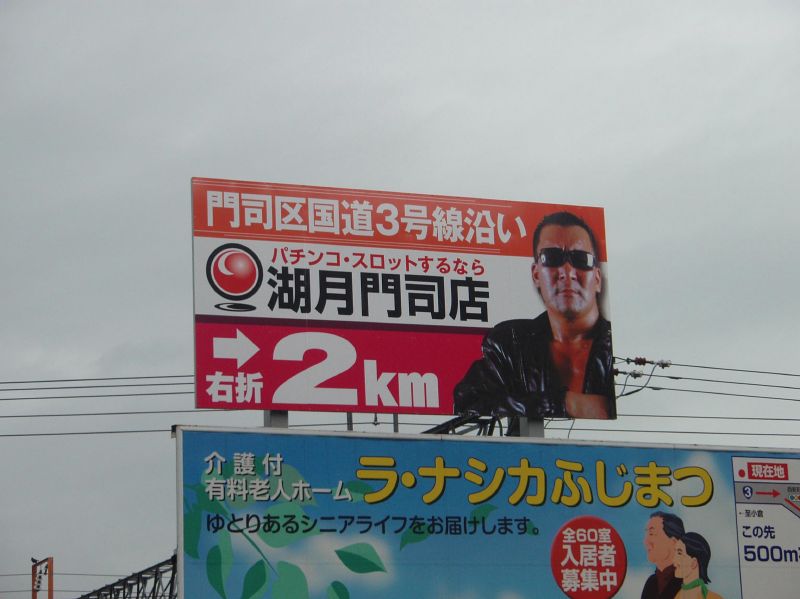 門司区国道3号線沿い
パチンコ・スロットするなら
湖月門司店
右折
2km
介護付
有料老人ホーム
ラ・ナシカふじまつ
ゆとりあるシニアライフをお届けします。
全60室
入居者
募集中
現在地
3
←至小倉
この先
500m